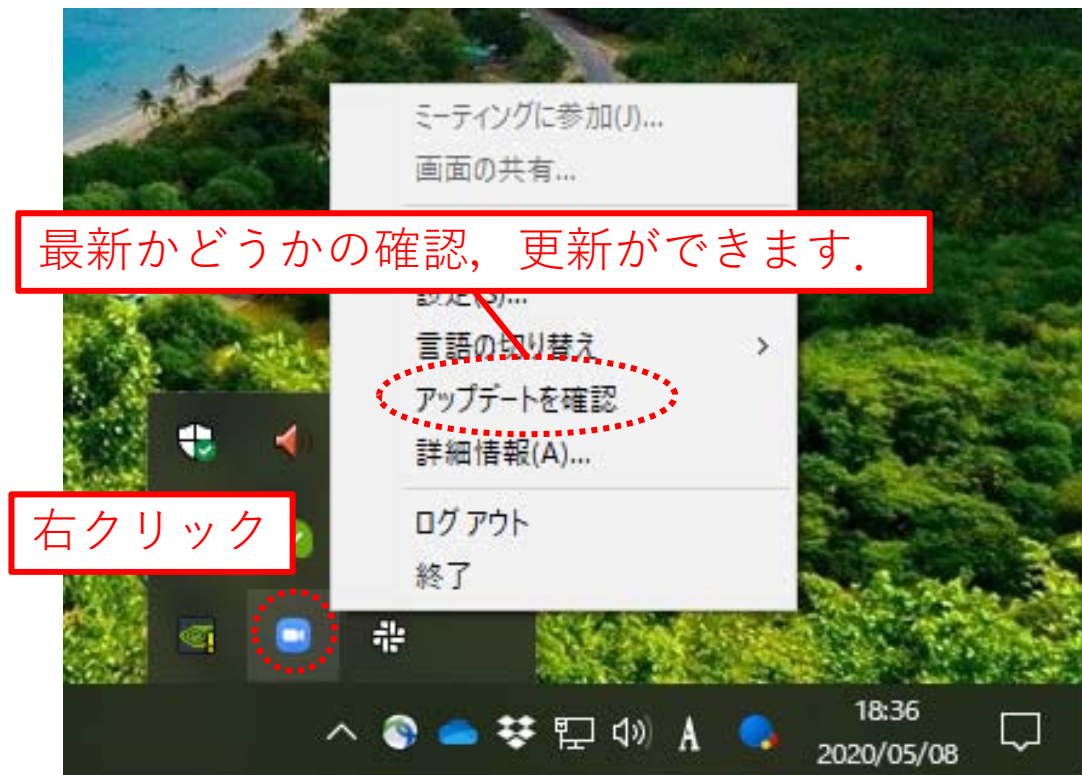 ミーティングに参加(J)...
画面の共有...
最新かどうかの確認，更新ができます．
設定(S)...
言語の切り替え
アップデートを確認
詳細情報(A)...
右クリック
ログ アウト
終了
A
18:36
2020/05/08